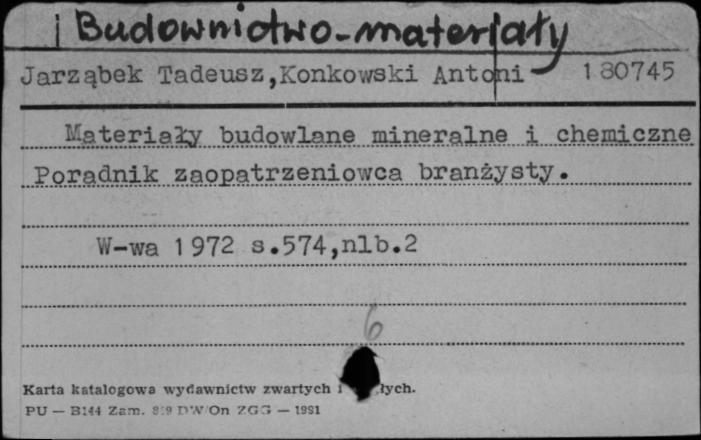 Budownictwo-materiały
Jarząbek Tadeusz,Konkowski Antoni 180745
Materiały budowlane mineralne i chemiczne
Poradnik zaopatrzeniowca branżysty.
W-wa 1972 s.574,nlb.2
6
Karta katalogowa wydawnictw zwartych i
PU — B144 Zam. DW/On ZGG — 1991